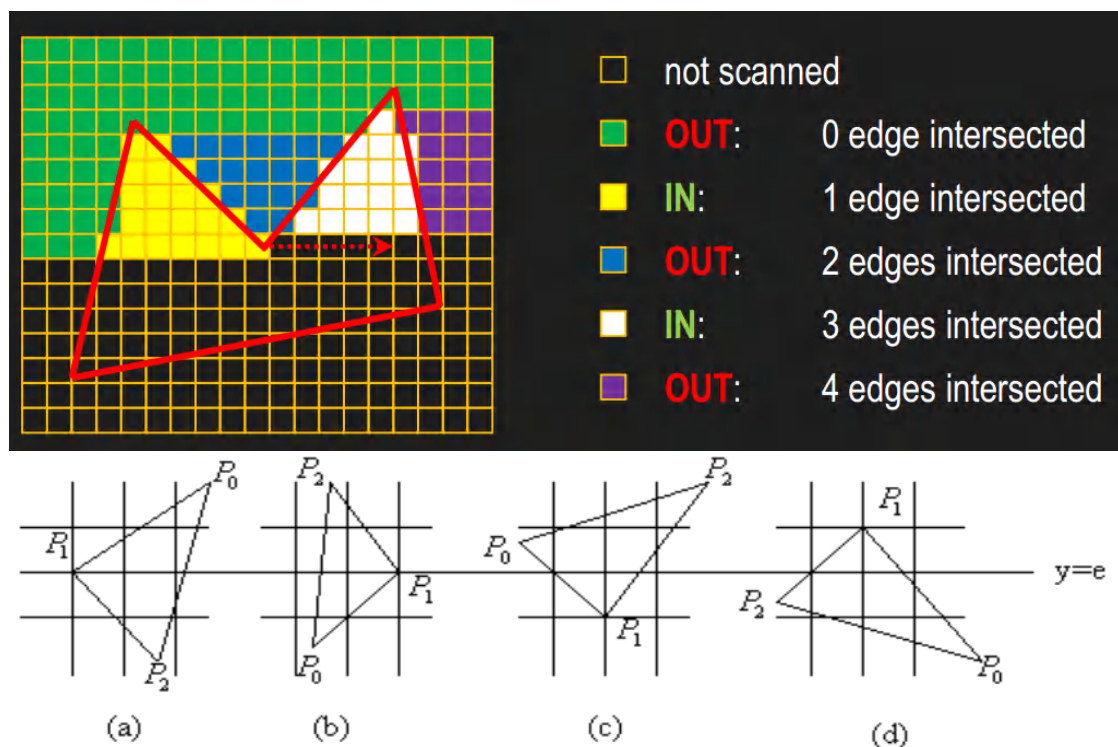 not scanned
OUT: 0 edge intersected
IN: 1 edge intersected
OUT: 2 edges intersected
IN: 3 edges intersected
OUT: 4 edges intersected
P0
P1
P2
(a)
P2
P1
P0
(b)
P2
P0
P1
(c)
P1
P2
P0
(d)
y=e